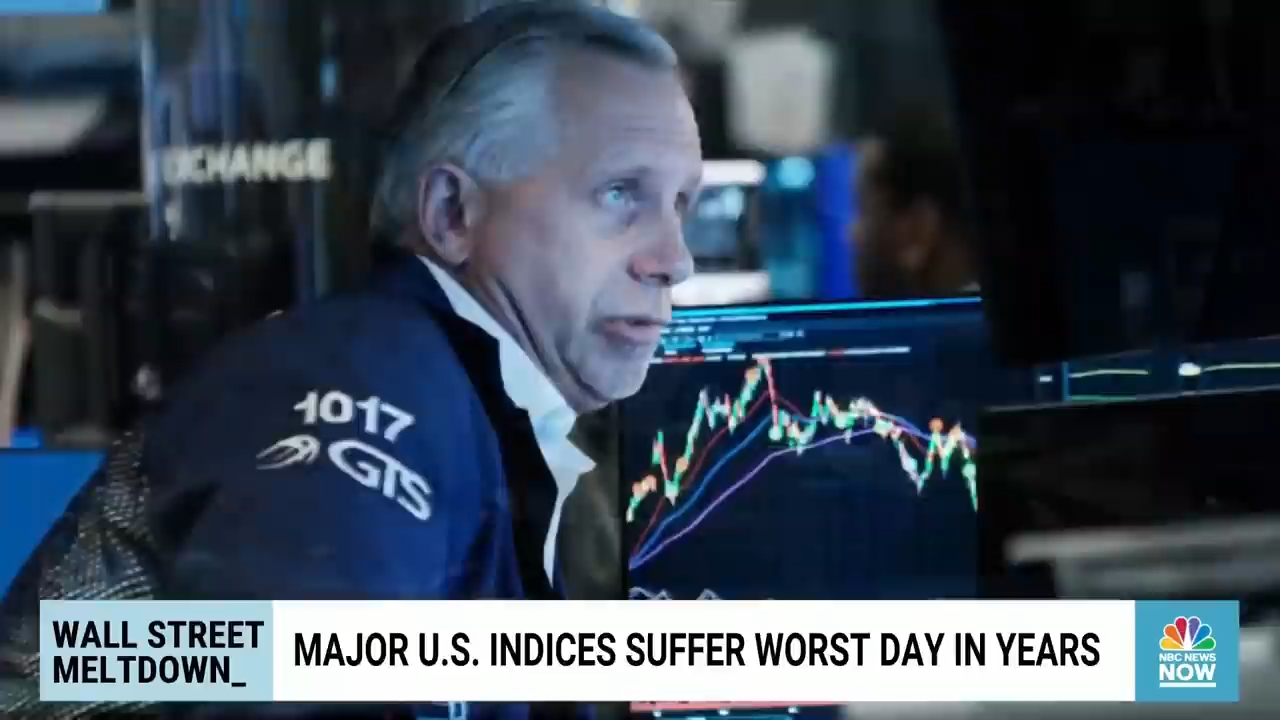 XCHANGE
1017
GTS
WALL STREET
MELTDOWN_
MAJOR U.S. INDICES SUFFER WORST DAY IN YEARS
NBC NEWS
NOW